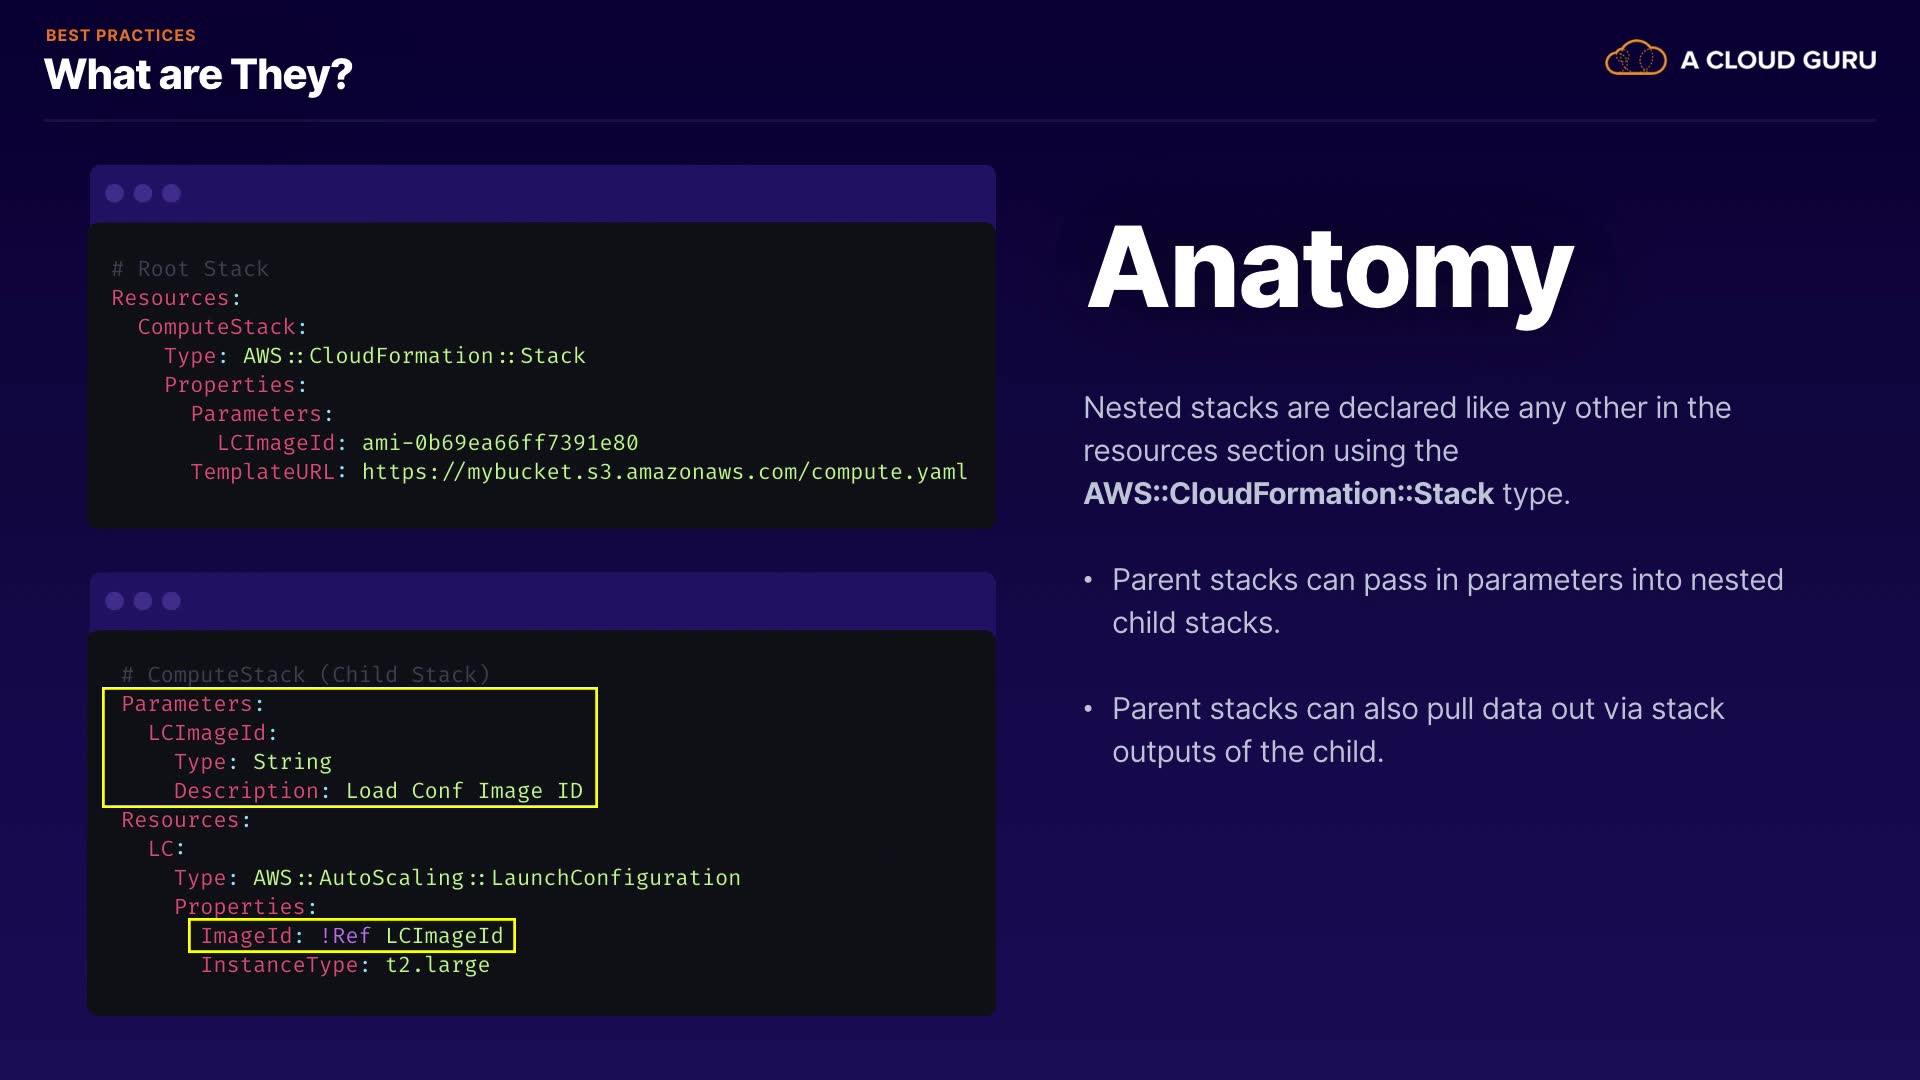 BEST PRACTICES
What are They?
A CLOUD GURU
# Root Stack
Resources:
  ComputeStack:
    Type: AWS::CloudFormation::Stack
    Properties:
      Parameters:
        LCImageId: ami-0b69ea66ff7391e80
      TemplateURL: https://mybucket.s3.amazonaws.com/compute.yaml
# ComputeStack (Child Stack)
Parameters:
  LCImageId:
    Type: String
    Description: Load Conf Image ID
Resources:
  LC:
    Type: AWS::AutoScaling::LaunchConfiguration
    Properties:
      ImageId: !Ref LCImageId
      InstanceType: t2.large
Anatomy
Nested stacks are declared like any other in the
resources section using the
AWS::CloudFormation::Stack type.
• Parent stacks can pass in parameters into nested
child stacks.
• Parent stacks can also pull data out via stack
outputs of the child.